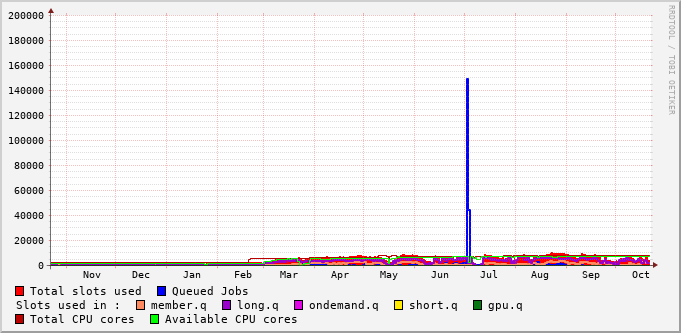 200000
180000
160000
140000
120000
100000
80000
60000
40000
20000
0
Nov Dec Jan Feb Mar Apr May Jun Jul Aug Sep Oct
Total slots used Queued Jobs
Slots used in : member.q long.q ondemand.q short.q gpu.q
Total CPU cores Available CPU cores
RRDTOOL / TOBI OETIKER